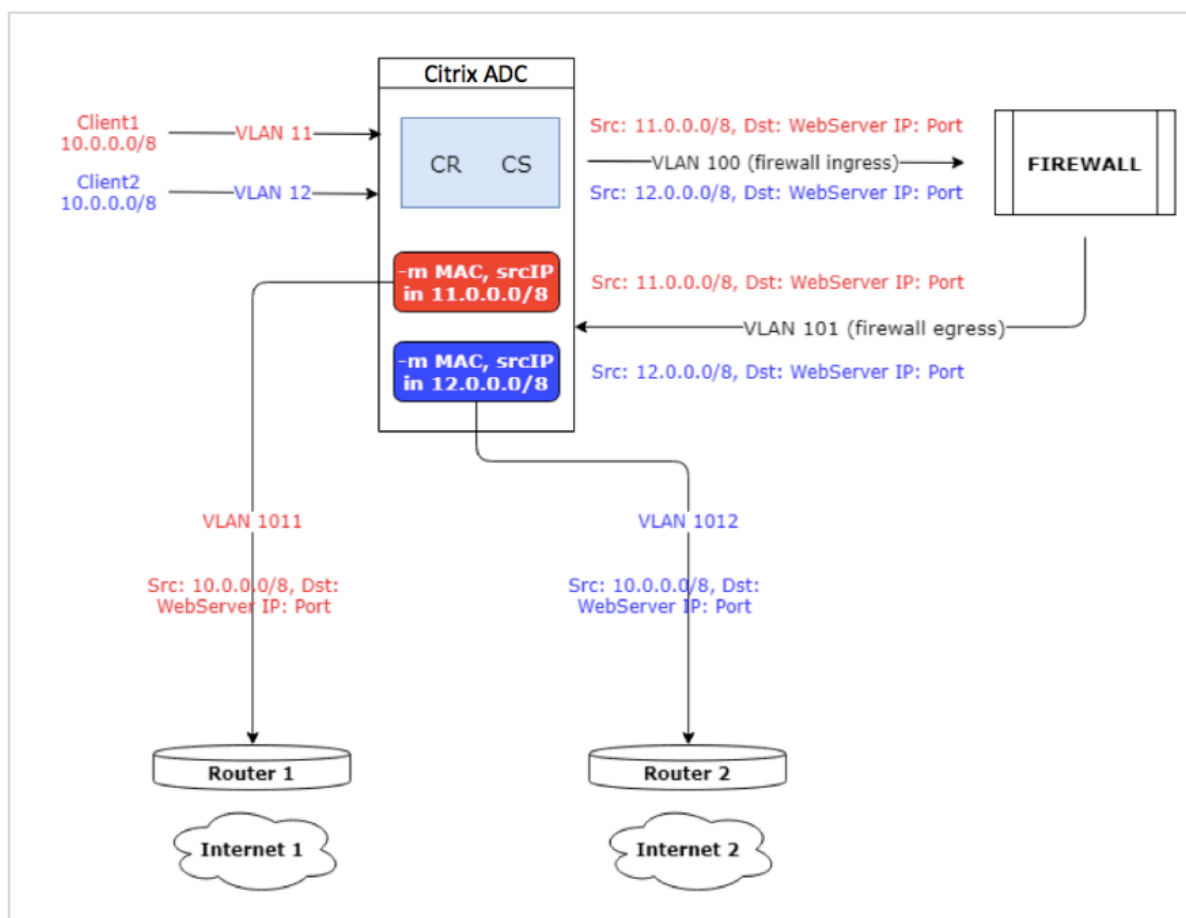 Citrix ADC
Client1
10.0.0.0/8
VLAN 11
Client2
10.0.0.0/8
VLAN 12
CR CS
Src: 11.0.0.0/8, Dst: WebServer IP: Port
VLAN 100 (firewall ingress)
Src: 12.0.0.0/8, Dst: WebServer IP: Port
FIREWALL
-m MAC, srcIP
in 11.0.0.0/8
Src: 11.0.0.0/8, Dst: WebServer IP: Port
VLAN 101 (firewall egress)
-m MAC, srcIP
in 12.0.0.0/8
Src: 12.0.0.0/8, Dst: WebServer IP: Port
VLAN 1011
VLAN 1012
Src: 10.0.0.0/8, Dst:
WebServer IP: Port
Src: 10.0.0.0/8, Dst:
WebServer IP: Port
Router 1
Router 2
Internet 1
Internet 2